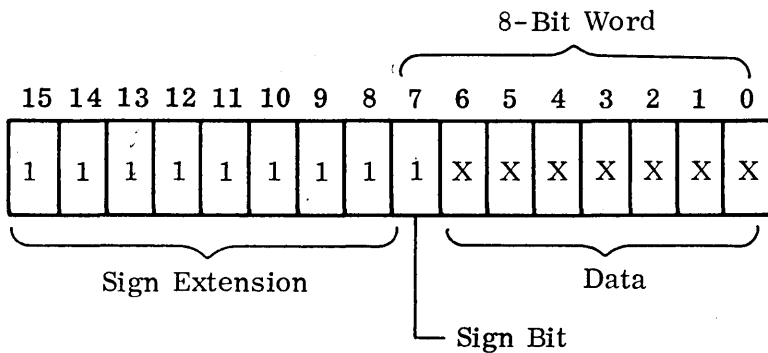 8-Bit Word
15 14 13 12 11 10 9 8 7 6 5 4 3 2 1 0
1 1 1 1 1 1 1 1 1 X X X X X X X
Sign Extension
Data
Sign Bit